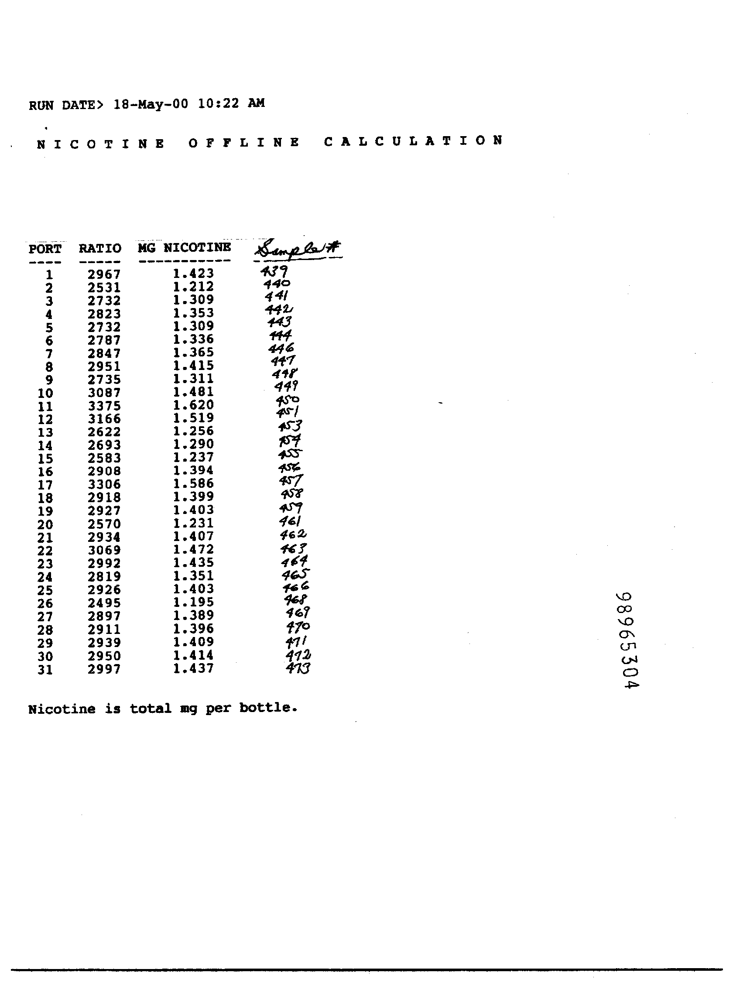 RUN DATE> 18-May-00 10:22 AM
NICOTINE OFFLINE CALCULATION
PORT RATIO MG NICOTINE Sample #
1 2967 1.423 439
2 2531 1.212 440
3 2732 1.309 441
4 2823 1.353 442
5 2732 1.309 443
6 2787 1.336 444
7 2847 1.365 446
8 2951 1.415 447
9 2735 1.311 448
10 3087 1.481 449
11 3375 1.620 450
12 3166 1.519 451
13 2622 1.256 453
14 2693 1.290 454
15 2583 1.237 455
16 2908 1.394 456
17 3306 1.586 457
18 2918 1.399 458
19 2927 1.403 459
20 2570 1.231 461
21 2934 1.407 462
22 3069 1.472 463
23 2992 1.435 464
24 2819 1.351 465
25 2926 1.403 466
26 2495 1.195 468
27 2897 1.389 469
28 2911 1.396 470
29 2939 1.409 471
30 2950 1.414 472
31 2997 1.437 473
Nicotine is total mg per bottle.
98965304